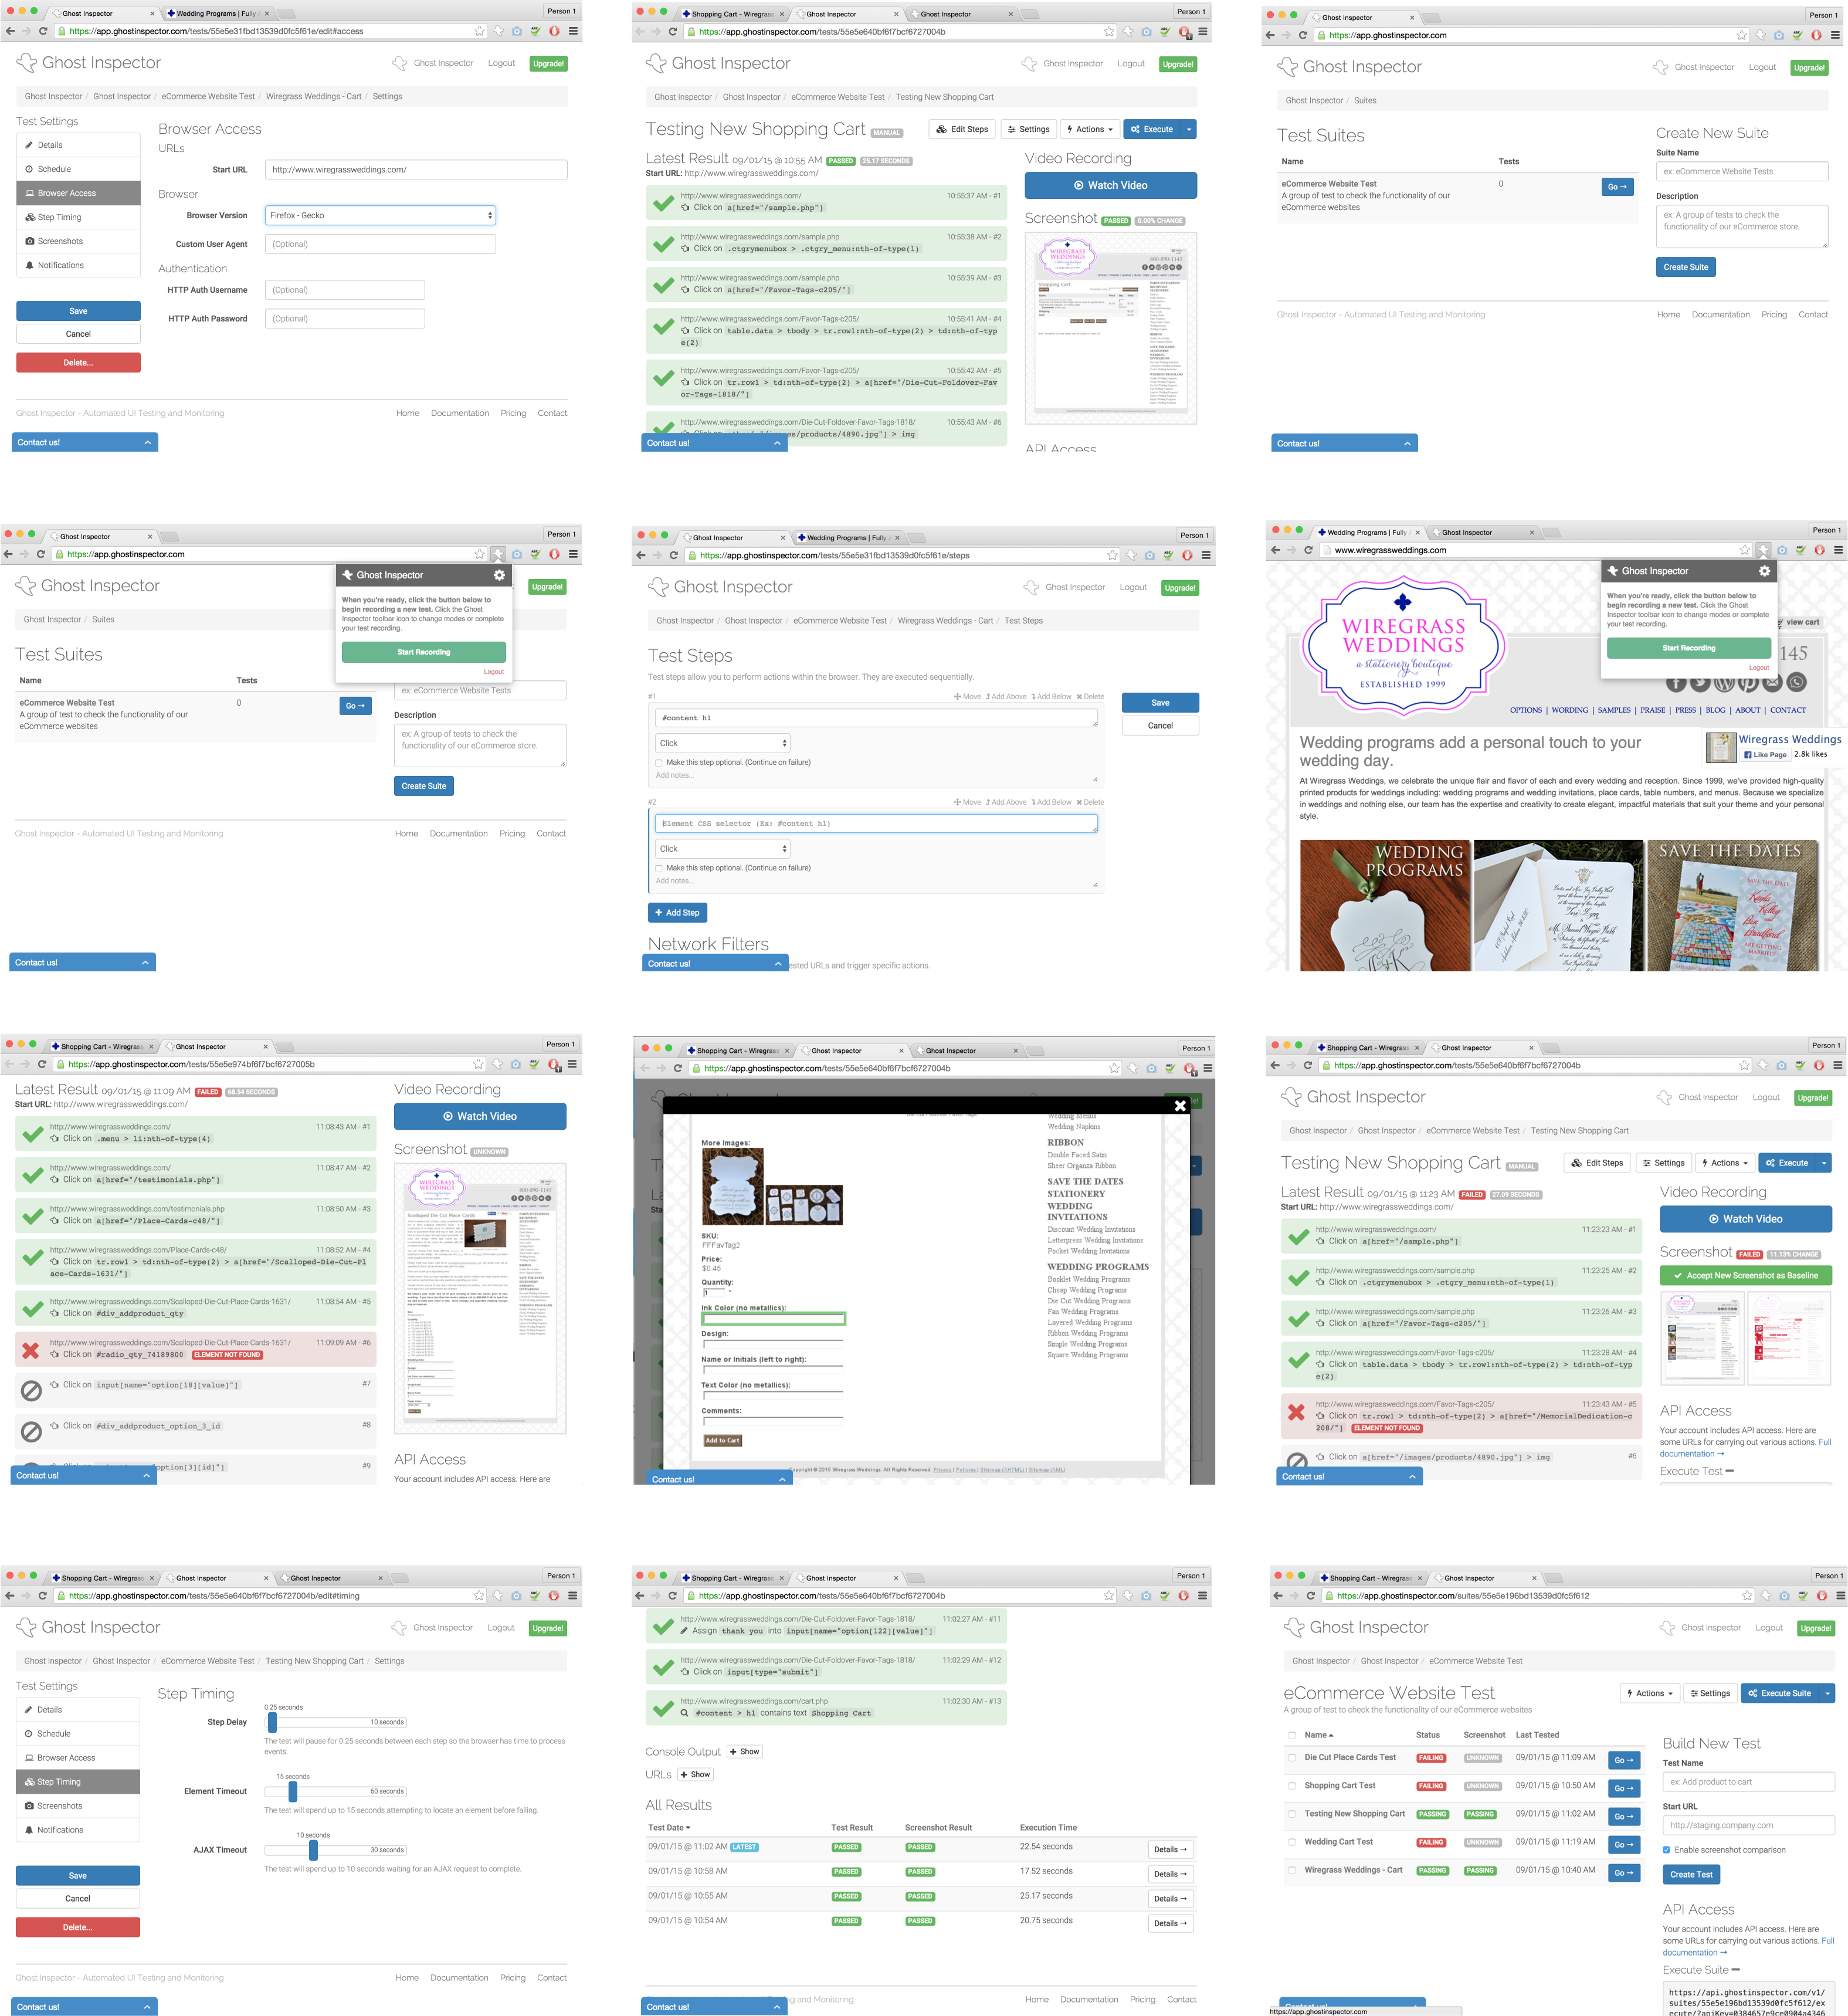 Ghost Inspector
Wedding Programs | Fully
Person 1
https://app.ghostinspector.com/tests/55e5e31fbd13539d0fc5f61e/edit#access
Ghost Inspector
Ghost Inspector
Logout
Upgrade!
Ghost Inspector / Ghost Inspector / eCommerce Website Test / Wiregrass Weddings - Cart / Settings
Test Settings
Details
Schedule
Browser Access
Step Timing
Screenshots
Notifications
Save
Cancel
Delete...
Browser Access
URLs
Start URL
http://www.wiregrassweddings.com/
Browser
Browser Version
Firefox - Gecko
Custom User Agent
(Optional)
Authentication
HTTP Auth Username
(Optional)
HTTP Auth Password
(Optional)
Ghost Inspector - Automated UI Testing and Monitoring
Home Documentation Pricing Contact
Contact us!
Shopping Cart - Wiregrass
Ghost Inspector
Ghost Inspector
Person 1
https://app.ghostinspector.com/tests/55e5e640bf6f7bcf6727004b
Ghost Inspector
Ghost Inspector
Logout
Upgrade!
Ghost Inspector / Ghost Inspector / eCommerce Website Test / Testing New Shopping Cart
Testing New Shopping Cart MANUAL
Edit Steps
Settings
Actions
Execute
Latest Result 09/01/15 @ 10:55 AM PASSED 25.17 SECONDS
Start URL: http://www.wiregrassweddings.com/
http://www.wiregrassweddings.com/ 10:55:37 AM - #1
Click on a[href="/sample.php"]
http://www.wiregrassweddings.com/sample.php 10:55:38 AM - #2
Click on .ctgrymenubox > .ctgry_menu:nth-of-type(1)
http://www.wiregrassweddings.com/sample.php 10:55:39 AM - #3
Click on a[href="/Favor-Tags-c205/"]
http://www.wiregrassweddings.com/Favor-Tags-c205/ 10:55:41 AM - #4
Click on table.data > tbody > tr.row1:nth-of-type(2) > td:nth-of-typ
e(2)
http://www.wiregrassweddings.com/Favor-Tags-c205/ 10:55:42 AM - #5
Click on tr.row1 > td:nth-of-type(2) > a[href="/Die-Cut-Foldover-Fav
or-Tags-1818/"]
http://www.wiregrassweddings.com/Die-Cut-Foldover-Favor-Tags-1818/ 10:55:43 AM - #6
es/products/4890.jpg"] > img
Contact us!
Video Recording
Watch Video
Screenshot PASSED 0.00% CHANGE
WIREGRASS
WEDDINGS
800-890-1145
Shopping Cart
API Access
Ghost Inspector
Person 1
https://app.ghostinspector.com
Ghost Inspector
Ghost Inspector
Logout
Upgrade!
Ghost Inspector / Suites
Test Suites
Name Tests
eCommerce Website Test 0 Go →
A group of test to check the functionality of our
eCommerce websites
Create New Suite
Suite Name
ex: eCommerce Website Tests
Description
ex: A group of tests to check the
functionality of our eCommerce store.
Create Suite
Ghost Inspector - Automated UI Testing and Monitoring
Home Documentation Pricing Contact
Contact us!
Ghost Inspector
Person 1
https://app.ghostinspector.com
Ghost Inspector
Upgrade!
Ghost Inspector
When you're ready, click the button below to
begin recording a new test. Click the Ghost
Inspector toolbar icon to change modes or complete
your test recording.
Start Recording
Logout
Ghost Inspector / Suites
Test Suites
Name Tests
eCommerce Website Test 0 Go →
A group of test to check the functionality of our
eCommerce websites
ex: eCommerce Website Tests
Description
ex: A group of tests to check the
functionality of our eCommerce store.
Create Suite
Ghost Inspector - Automated UI Testing and Monitoring
Home Documentation Pricing Contact
Contact us!
Ghost Inspector
Wedding Programs | Fully
Person 1
https://app.ghostinspector.com/tests/55e5e31fbd13539d0fc5f61e/steps
Ghost Inspector
Ghost Inspector
Logout
Upgrade!
Ghost Inspector / Ghost Inspector / eCommerce Website Test / Wiregrass Weddings - Cart / Test Steps
Test Steps
Test steps allow you to perform actions within the browser. They are executed sequentially.
#1 Move Add Above Add Below Delete
#content h1
Click
Make this step optional. (Continue on failure)
Add notes...
#2 Move Add Above Add Below Delete
Element CSS selector (Ex: #content h1)
Click
Make this step optional. (Continue on failure)
Add notes...
Save
Cancel
Add Step
Network Filters
ested URLs and trigger specific actions.
Contact us!
Wedding Programs | Fully
Ghost Inspector
Person 1
www.wiregrassweddings.com
Ghost Inspector
When you're ready, click the button below to
begin recording a new test. Click the Ghost
Inspector toolbar icon to change modes or complete
your test recording.
Start Recording
Logout
view cart
145
WIREGRASS
WEDDINGS
a stationery boutique
ESTABLISHED 1999
OPTIONS | WORDING | SAMPLES | PRAISE | PRESS | BLOG | ABOUT | CONTACT
Wedding programs add a personal touch to your
wedding day.
Wiregrass Weddings
Like Page 2.8k likes
At Wiregrass Weddings, we celebrate the unique flair and flavor of each and every wedding and reception. Since 1999, we've provided high-quality
printed products for weddings including: wedding programs and wedding invitations, place cards, table numbers, and menus. Because we specialize
in weddings and nothing else, our team has the expertise and creativity to create elegant, impactful materials that suit your theme and your personal
style.
WEDDING
PROGRAMS
SAVE THE DATES
SAVE THE DATE
Kelley
Bradford
ARE GETTING
MARRIED!
Shopping Cart - Wiregrass
Ghost Inspector
Person 1
https://app.ghostinspector.com/tests/55e5e974bf6f7bcf6727005b
Latest Result 09/01/15 @ 11:09 AM FAILED 68.54 SECONDS
Start URL: http://www.wiregrassweddings.com/
http://www.wiregrassweddings.com/ 11:08:43 AM - #1
Click on .menu > li:nth-of-type(4)
http://www.wiregrassweddings.com/ 11:08:47 AM - #2
Click on a[href="/testimonials.php"]
http://www.wiregrassweddings.com/testimonials.php 11:08:50 AM - #3
Click on a[href="/Place-Cards-c48/"]
http://www.wiregrassweddings.com/Place-Cards-c48/ 11:08:52 AM - #4
Click on tr.row1 > td:nth-of-type(2) > a[href="/Scalloped-Die-Cut-Pl
ace-Cards-1631/"]
http://www.wiregrassweddings.com/Scalloped-Die-Cut-Place-Cards-1631/ 11:08:54 AM - #5
Click on #div_addproduct_qty
http://www.wiregrassweddings.com/Scalloped-Die-Cut-Place-Cards-1631/ 11:09:09 AM - #6
Click on #radio_qty_74189800 ELEMENT NOT FOUND
Click on input[name="option[18][value]"] #7
Click on #div_addproduct_option_3_id #8
option[3][id]"] #9
Contact us!
Video Recording
Watch Video
Screenshot UNKNOWN
WIREGRASS
WEDDINGS
800-890-1145
Scalloped Die Cut Place Cards
API Access
Your account includes API access. Here are
Shopping Cart - Wiregrass
Ghost Inspector
Ghost Inspector
Person 1
https://app.ghostinspector.com/tests/55e5e640bf6f7bcf6727004b
More Images:
SKU:
FFFavTag2
Price:
$0.45
Quantity:
1
Ink Color (no metallics):
Design:
Name or Initials (left to right):
Text Color (no metallics):
Comments:
Add to Cart
Wedding Menus
Wedding Napkins
RIBBON
Double Faced Satin
Sheer Organza Ribbon
SAVE THE DATES
STATIONERY
WEDDING
INVITATIONS
Discount Wedding Invitations
Letterpress Wedding Invitations
Pocket Wedding Invitations
WEDDING PROGRAMS
Booklet Wedding Programs
Cheap Wedding Programs
Die Cut Wedding Programs
Fan Wedding Programs
Layered Wedding Programs
Ribbon Wedding Programs
Simple Wedding Programs
Square Wedding Programs
Copyright © 2015 Wiregrass Weddings. All Rights Reserved. Privacy | Policies | Sitemap (XHTML) | Sitemap (XML)
Contact us!
Shopping Cart - Wiregrass
Ghost Inspector
Person 1
https://app.ghostinspector.com/tests/55e5e640bf6f7bcf6727004b
Ghost Inspector
Ghost Inspector
Logout
Upgrade!
Ghost Inspector / Ghost Inspector / eCommerce Website Test / Testing New Shopping Cart
Testing New Shopping Cart MANUAL
Edit Steps
Settings
Actions
Execute
Latest Result 09/01/15 @ 11:23 AM FAILED 27.09 SECONDS
Start URL: http://www.wiregrassweddings.com/
http://www.wiregrassweddings.com/ 11:23:23 AM - #1
Click on a[href="/sample.php"]
http://www.wiregrassweddings.com/sample.php 11:23:25 AM - #2
Click on .ctgrymenubox > .ctgry_menu:nth-of-type(1)
http://www.wiregrassweddings.com/sample.php 11:23:26 AM - #3
Click on a[href="/Favor-Tags-c205/"]
http://www.wiregrassweddings.com/Favor-Tags-c205/ 11:23:28 AM - #4
Click on table.data > tbody > tr.row1:nth-of-type(2) > td:nth-of-typ
e(2)
http://www.wiregrassweddings.com/Favor-Tags-c205/ 11:23:43 AM - #5
Click on tr.row1 > td:nth-of-type(2) > a[href="/MemorialDedication-c
208/"] ELEMENT NOT FOUND
Click on a[href="/images/products/4890.jpg"] > img #6
Contact us!
Video Recording
Watch Video
Screenshot FAILED 11.13% CHANGE
Accept New Screenshot as Baseline
API Access
Your account includes API access. Here are
some URLs for carrying out various actions. Full
documentation →
Execute Test
Shopping Cart - Wiregrass
Ghost Inspector
Ghost Inspector
Person 1
https://app.ghostinspector.com/tests/55e5e640bf6f7bcf6727004b/edit#timing
Ghost Inspector
Ghost Inspector
Logout
Upgrade!
Ghost Inspector / Ghost Inspector / eCommerce Website Test / Testing New Shopping Cart / Settings
Test Settings
Details
Schedule
Browser Access
Step Timing
Screenshots
Notifications
Save
Cancel
Delete...
Step Timing
0.25 seconds
Step Delay 10 seconds
The test will pause for 0.25 seconds between each step so the browser has time to process
events.
15 seconds
Element Timeout 60 seconds
The test will spend up to 15 seconds attempting to locate an element before failing.
10 seconds
AJAX Timeout 30 seconds
The test will spend up to 10 seconds waiting for an AJAX request to complete.
Ghost Inspector - Automated UI Testing and Monitoring
Home Documentation Pricing Contact
Contact us!
Shopping Cart - Wiregrass
Ghost Inspector
Person 1
https://app.ghostinspector.com/tests/55e5e640bf6f7bcf6727004b
http://www.wiregrassweddings.com/Die-Cut-Foldover-Favor-Tags-1818/ 11:02:27 AM - #11
Assign thank you into input[name="option[122][value]"]
http://www.wiregrassweddings.com/Die-Cut-Foldover-Favor-Tags-1818/ 11:02:29 AM - #12
Click on input[type="submit"]
http://www.wiregrassweddings.com/cart.php 11:02:30 AM - #13
#content > h1 contains text Shopping Cart
Console Output + Show
URLs + Show
All Results
Test Date Test Result Screenshot Result Execution Time
09/01/15 @ 11:02 AM LATEST PASSED PASSED 22.54 seconds Details →
09/01/15 @ 10:58 AM PASSED PASSED 17.52 seconds Details →
09/01/15 @ 10:55 AM PASSED PASSED 25.17 seconds Details →
09/01/15 @ 10:54 AM PASSED PASSED 20.75 seconds Details →
ng and Monitoring
Home Documentation Pricing Contact
Contact us!
Shopping Cart - Wiregrass
Ghost Inspector
Person 1
https://app.ghostinspector.com/suites/55e5e196bd13539d0fc5f612
Ghost Inspector
Ghost Inspector
Logout
Upgrade!
Ghost Inspector / Ghost Inspector / eCommerce Website Test
eCommerce Website Test
A group of test to check the functionality of our eCommerce websites
Actions
Settings
Execute Suite
Name Status Screenshot Last Tested
Die Cut Place Cards Test FAILING UNKNOWN 09/01/15 @ 11:09 AM Go →
Shopping Cart Test FAILING UNKNOWN 09/01/15 @ 10:50 AM Go →
Testing New Shopping Cart PASSING PASSING 09/01/15 @ 11:02 AM Go →
Wedding Cart Test FAILING UNKNOWN 09/01/15 @ 11:19 AM Go →
Wiregrass Weddings - Cart PASSING PASSING 09/01/15 @ 10:40 AM Go →
Build New Test
Test Name
ex: Add product to cart
Start URL
http://staging.company.com
Enable screenshot comparison
Create Test
API Access
Your account includes API access. Here are
some URLs for carrying out various actions. Full
documentation →
Execute Suite
https://api.ghostinspector.com/v1/
suites/55e5e196bd13539d0fc5f612/ex
ecute/?apiKey=0384657e9ce0904a4346
https://app.ghostinspector.com